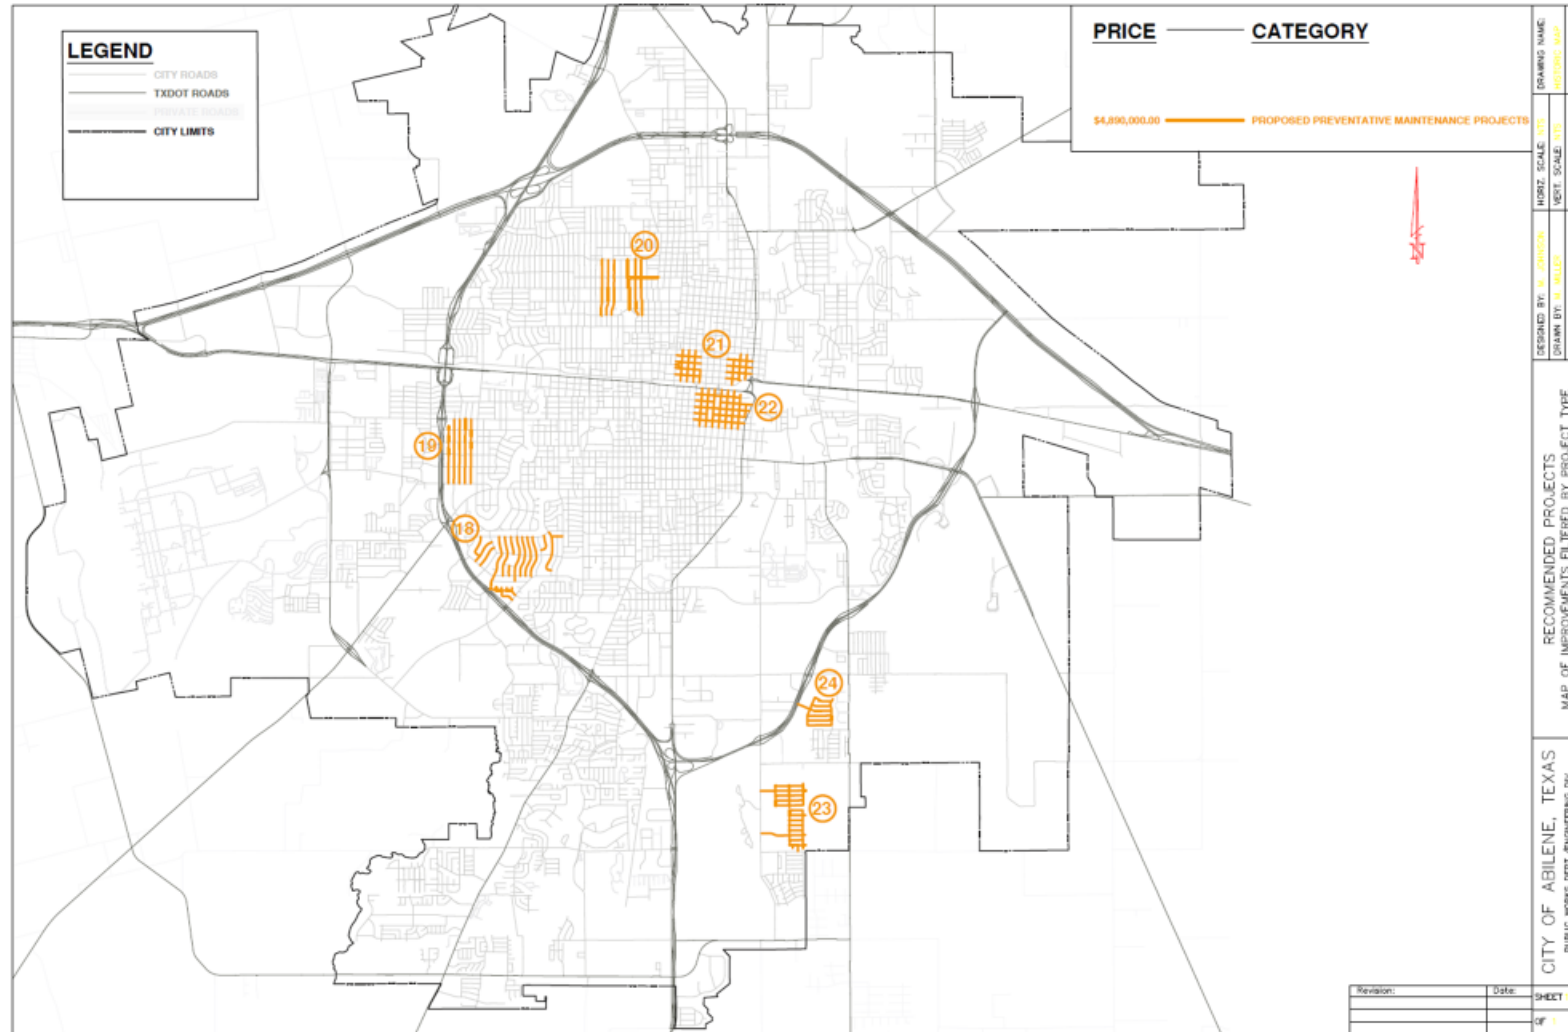 LEGEND
CITY ROADS
TXDOT ROADS
PRIVATE ROADS
CITY LIMITS
PRICE CATEGORY
$4,890,000.00 PROPOSED PREVENTATIVE MAINTENANCE PROJECTS
20
21
22
19
18
24
23
DRAWING NAME:
HORIZ. SCALE: NTS
VERT. SCALE: NTS
DESIGNED BY:
DRAWN BY:
RECOMMENDED PROJECTS
MAP OF IMPROVEMENTS FILTERED BY PROJECT TYPE
CITY OF ABILENE, TEXAS
Revision: Date:
SHEET
OF